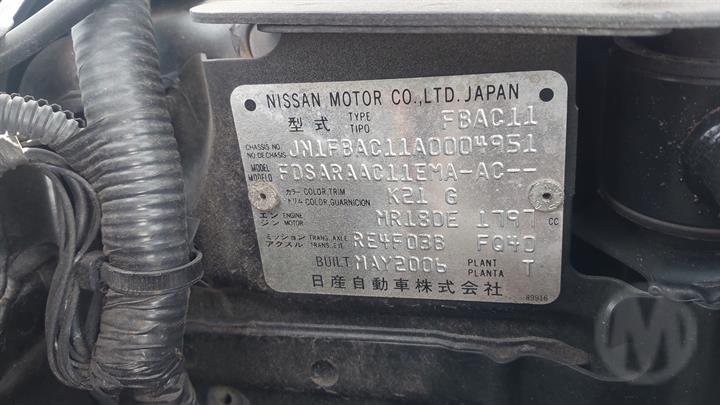 NISSAN MOTOR CO.,LTD. JAPAN
型式 TYPE TIPO FBAC11
CHASSIS NO. NO DE CHASIS JN1FBAC11A0004951
MODEL MODELO FDSARAAC11EMA-AC--
カラー COLOR, TRIM トリム COLOR, GUARNICION K21 G
エンジン ENGINE MOTOR MR18DE 1797 CC
ミッション アクスル TRANS. AXLE TRANS. EJE RE4F03B FQ40
BUILT MAY2006 PLANT PLANTA T
日産自動車株式会社
89916
M